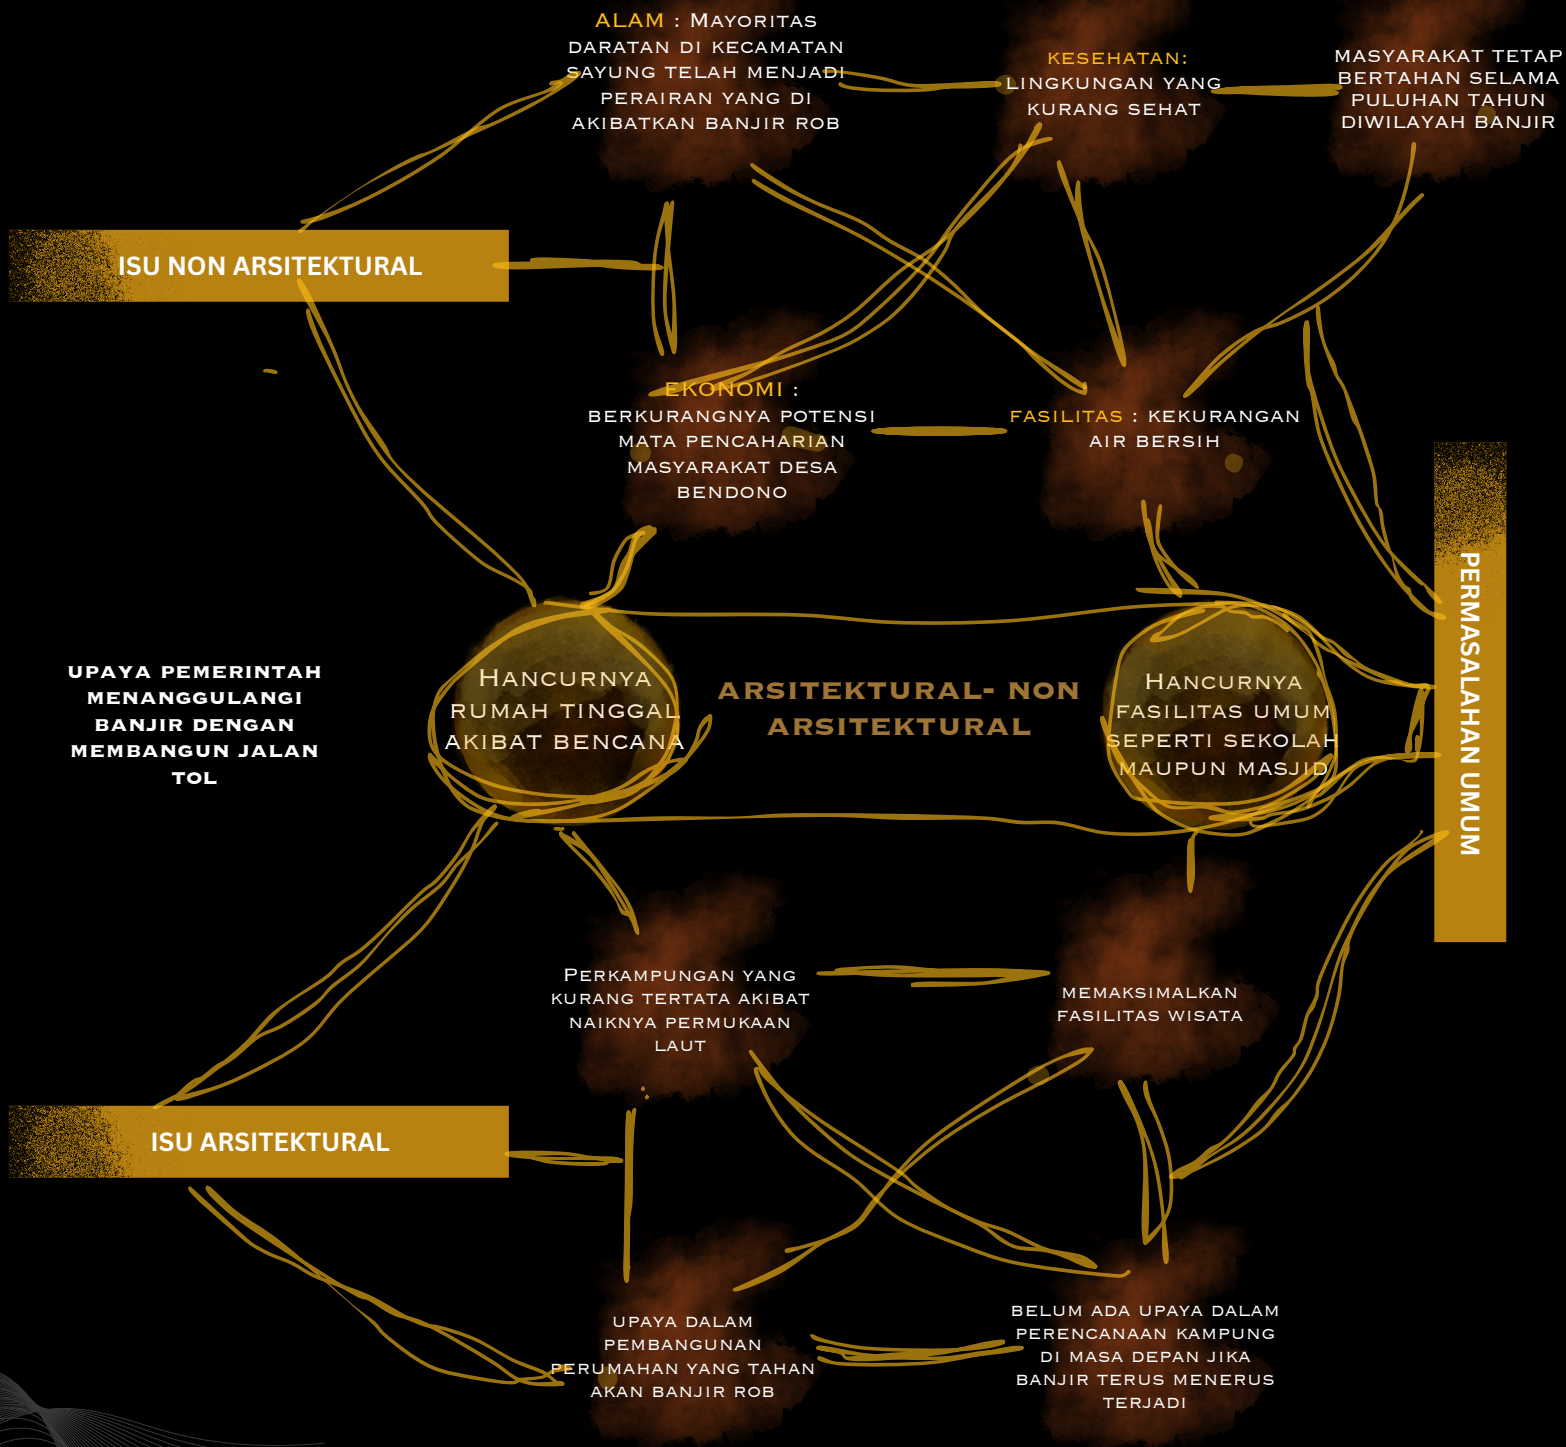 ALAM : MAYORITAS
DARATAN DI KECAMATAN
SAYUNG TELAH MENJADI
PERAIRAN YANG DI
AKIBATKAN BANJIR ROB
KESEHATAN:
LINGKUNGAN YANG
KURANG SEHAT
MASYARAKAT TETAP
BERTAHAN SELAMA
PULUHAN TAHUN
DIWILAYAH BANJIR
ISU NON ARSITEKTURAL
EKONOMI :
BERKURANGNYA POTENSI
MATA PENCAHARIAN
MASYARAKAT DESA
BENDONO
FASILITAS : KEKURANGAN
AIR BERSIH
UPAYA PEMERINTAH
MENANGGULANGI
BANJIR DENGAN
MEMBANGUN JALAN
TOL
HANCURNYA
RUMAH TINGGAL
AKIBAT BENCANA
ARSITEKTURAL- NON
ARSITEKTURAL
HANCURNYA
FASILITAS UMUM
SEPERTI SEKOLAH
MAUPUN MASJID
PERMASALAHAN UMUM
PERKAMPUNGAN YANG
KURANG TERTATA AKIBAT
NAIKNYA PERMUKAAN
LAUT
MEMAKSIMALKAN
FASILITAS WISATA
ISU ARSITEKTURAL
UPAYA DALAM
PEMBANGUNAN
PERUMAHAN YANG TAHAN
AKAN BANJIR ROB
BELUM ADA UPAYA DALAM
PERENCANAAN KAMPUNG
DI MASA DEPAN JIKA
BANJIR TERUS MENERUS
TERJADI